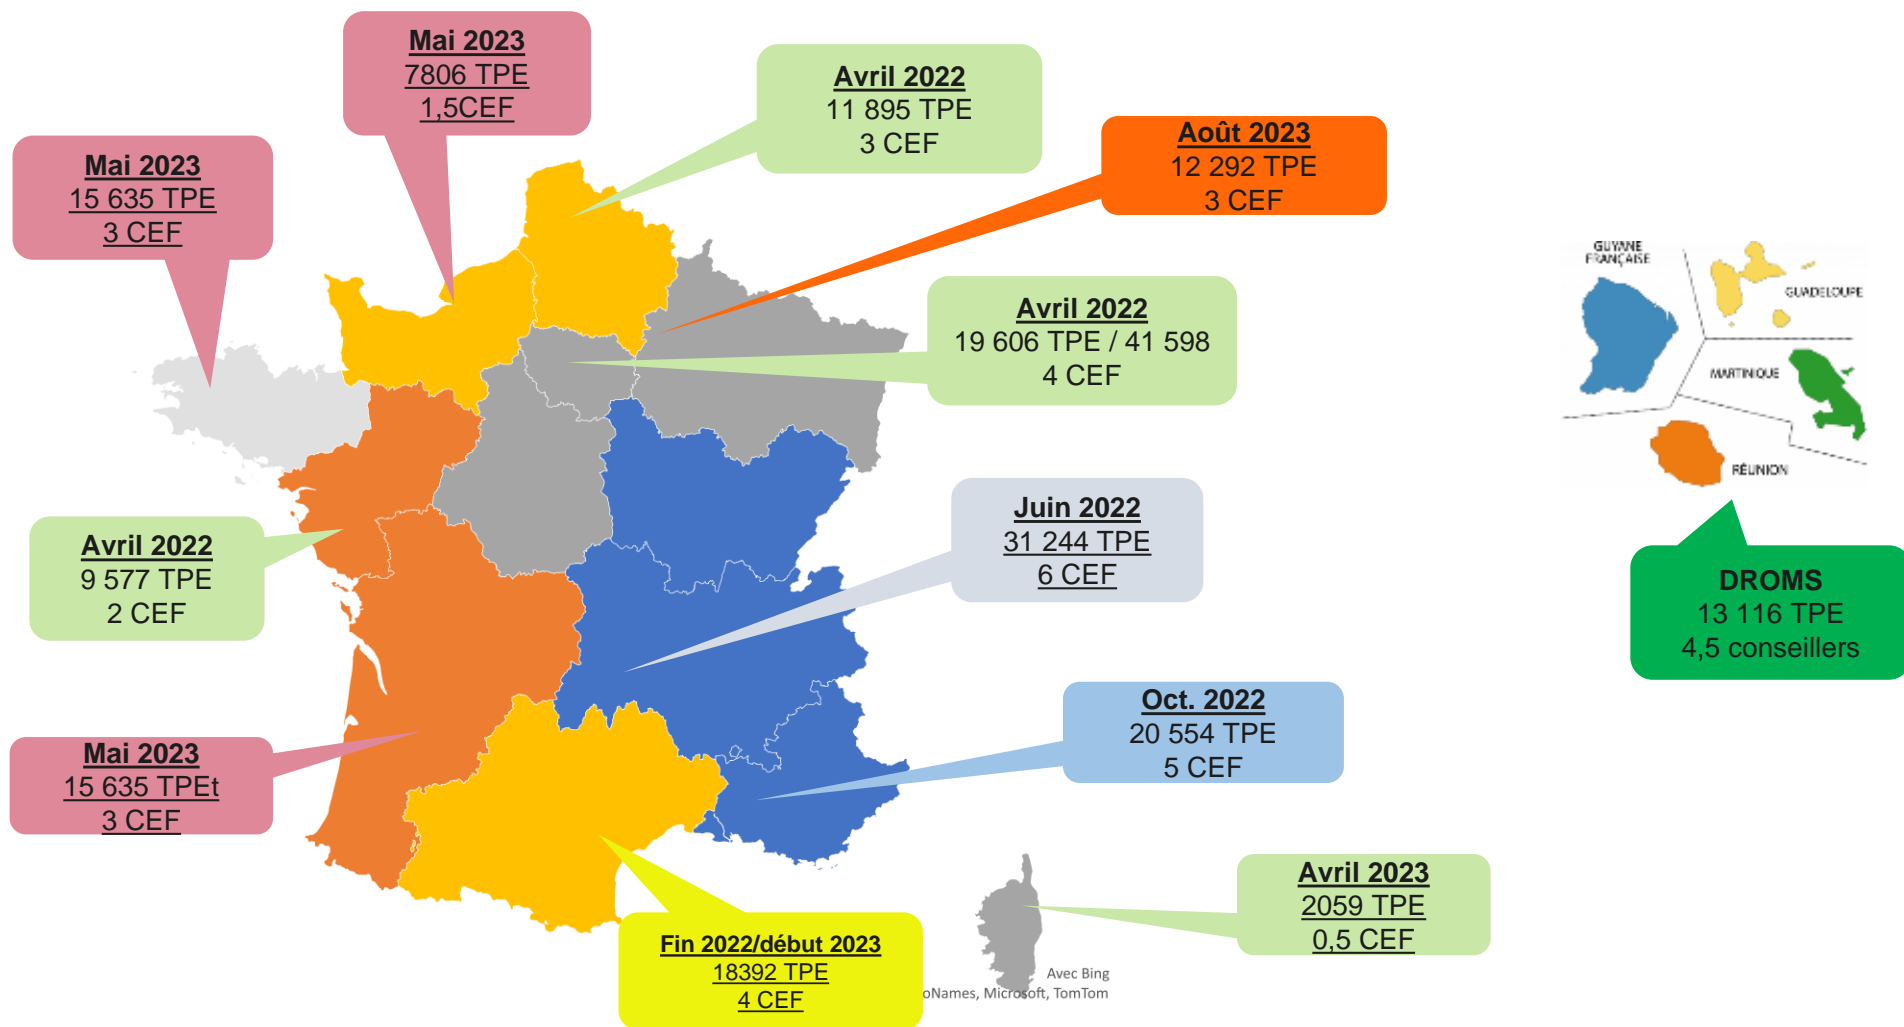 Mai 2023
7806 TPE
1,5CEF
Avril 2022
11 895 TPE
3 CEF
Août 2023
12 292 TPE
3 CEF
Mai 2023
15 635 TPE
3 CEF
GUYANE
FRANÇAISE
GUADELOUPE
MARTINIQUE
RÉUNION
Avril 2022
19 606 TPE / 41 598
4 CEF
Juin 2022
31 244 TPE
6 CEF
Avril 2022
9 577 TPE
2 CEF
DROMS
13 116 TPE
4,5 conseillers
Oct. 2022
20 554 TPE
5 CEF
Mai 2023
15 635 TPEt
3 CEF
Avril 2023
2059 TPE
0,5 CEF
Fin 2022/début 2023
18392 TPE
4 CEF
Avec Bing
oNames, Microsoft, TomTom